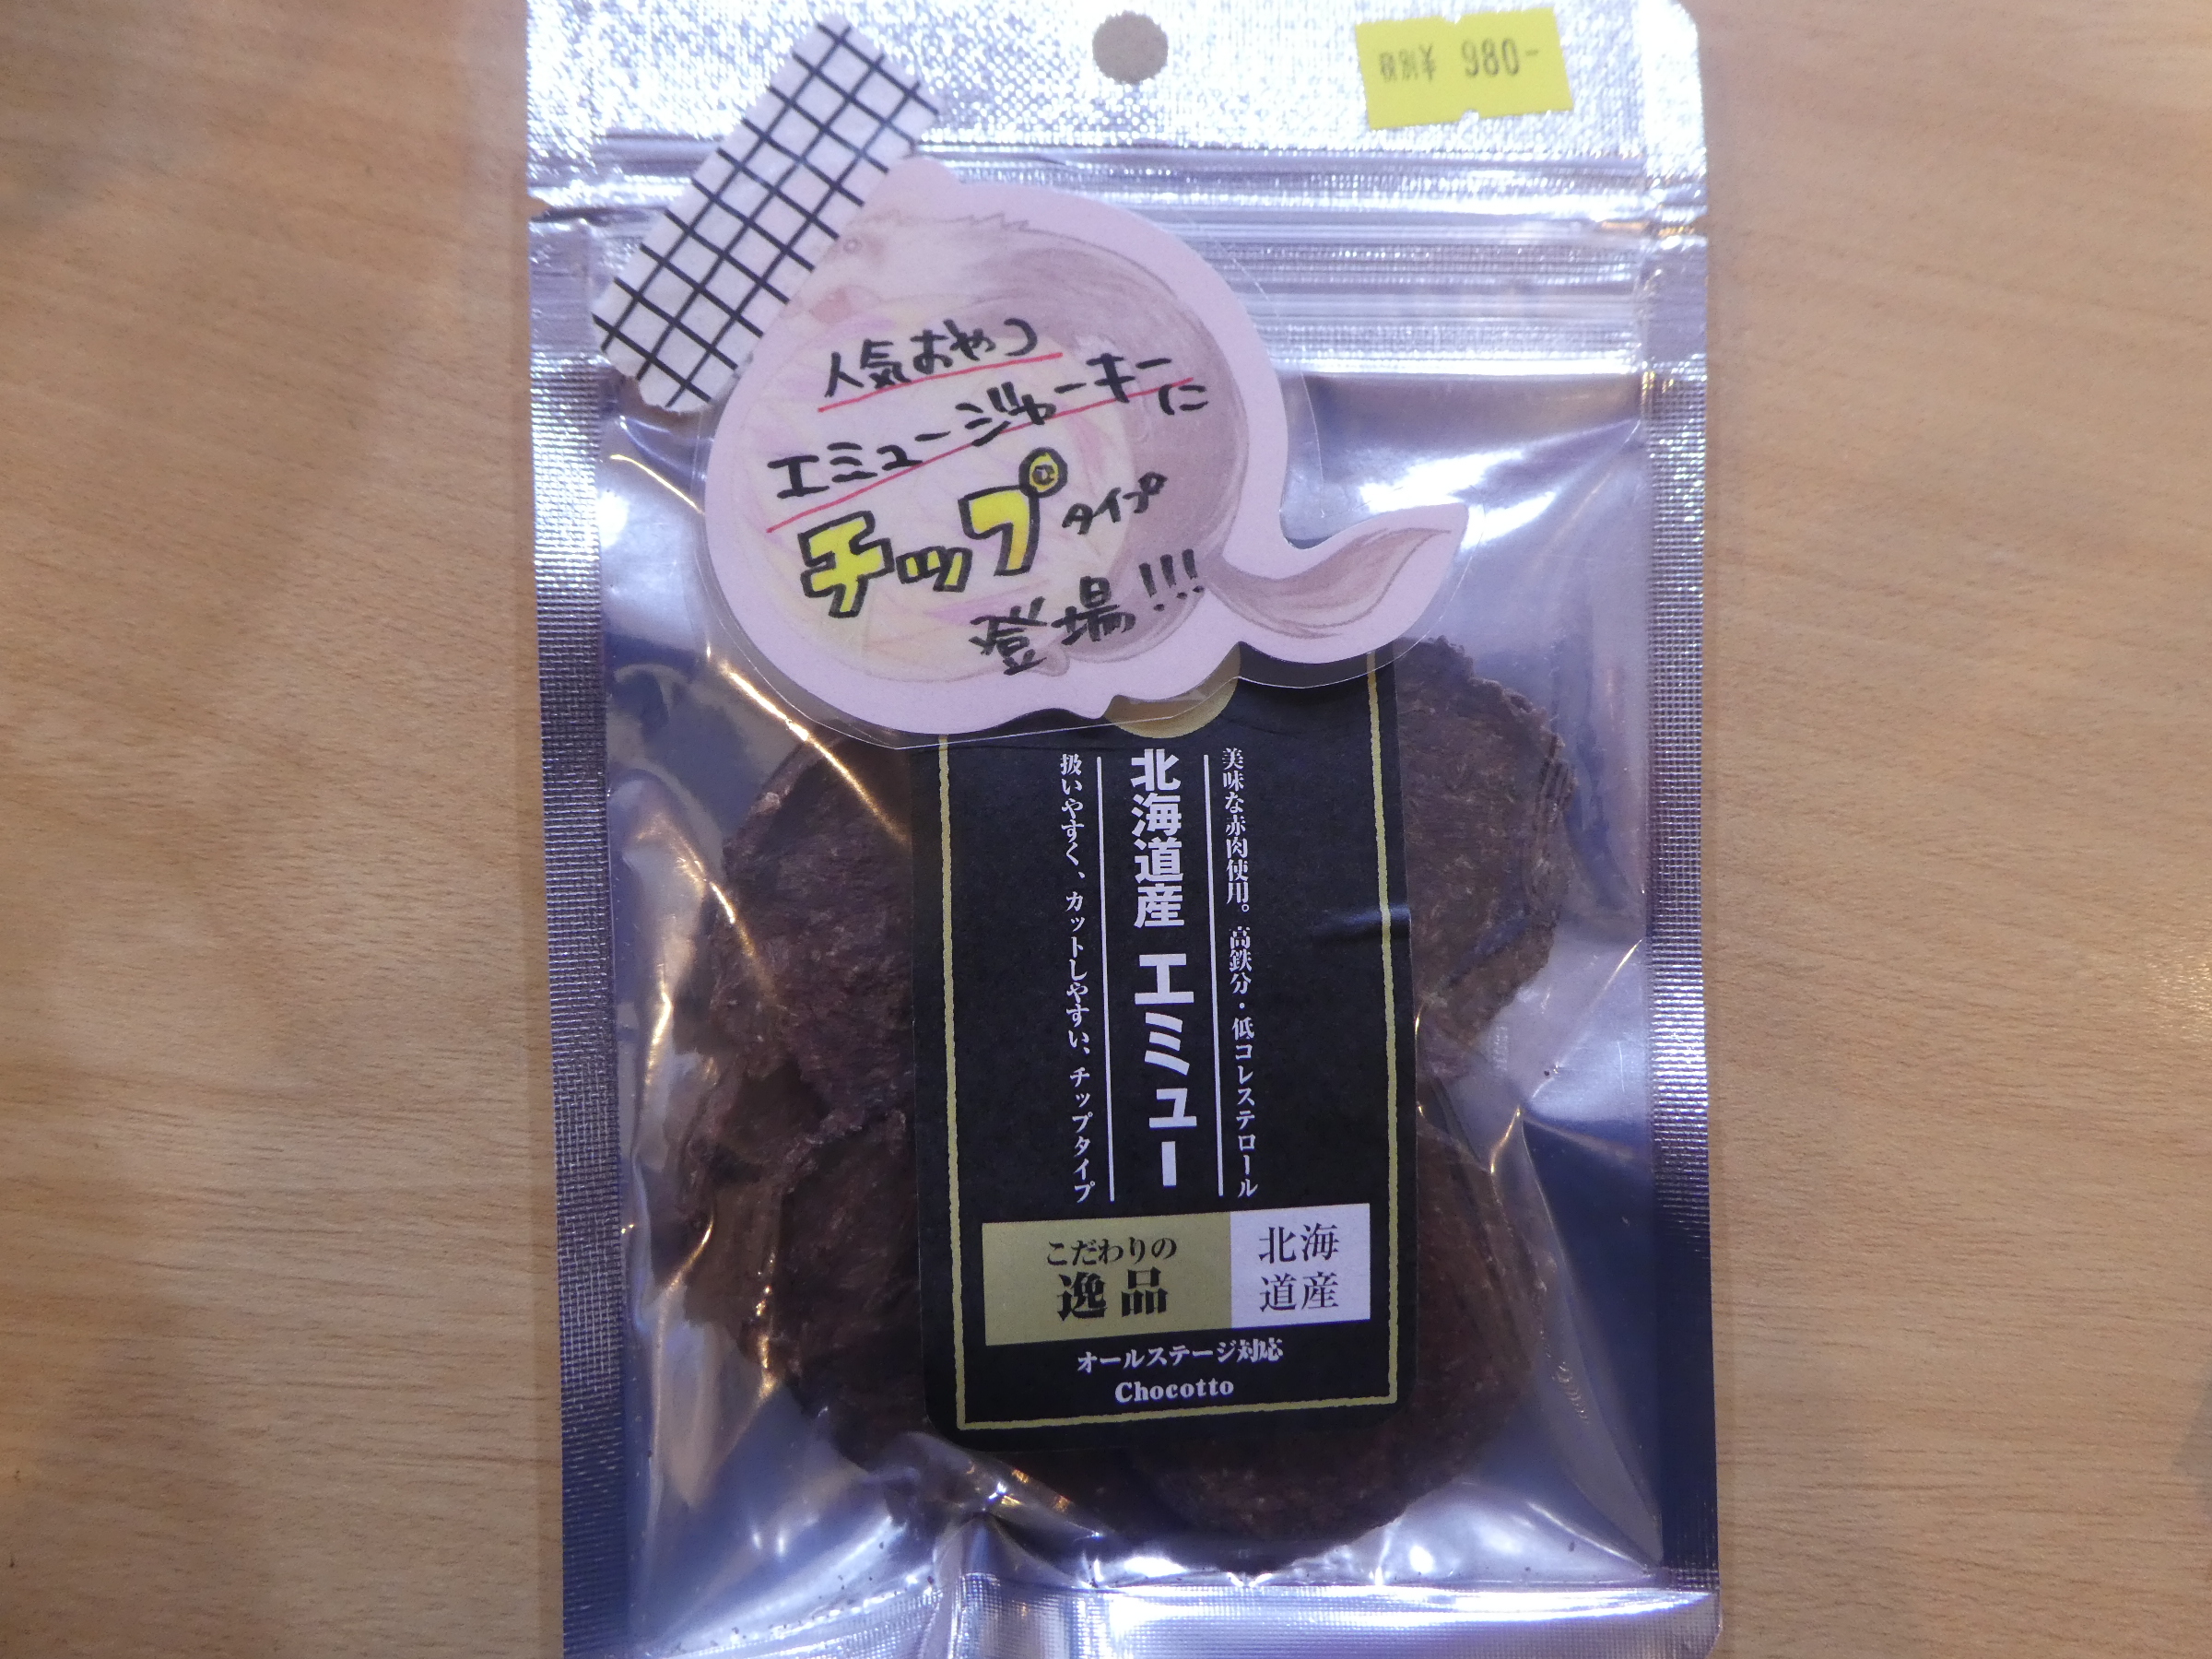 税抜¥ 980-
人気おやつ
エミュージャーキーに
チップタイプ
登場!!!
美味な赤肉使用。高鉄分・低コレステロール
北海道産 エミュー
扱いやすく、カットしやすい、チップタイプ
こだわりの
逸品
北海
道産
オールステージ対応
Chocotto